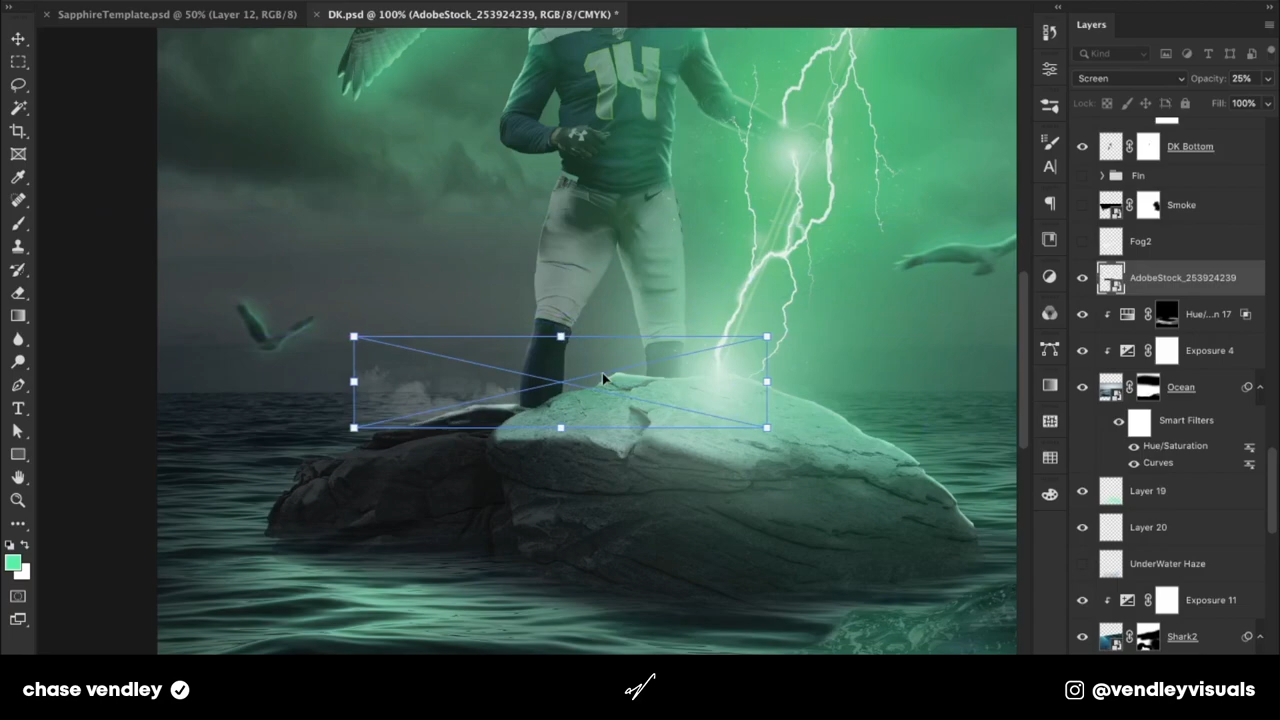 SapphireTemplate.psd @ 50% (Layer 12, RGB/8)
DK.psd @ 100% (AdobeStock_253924239, RGB/8/CMYK) *
Layers
Kind
Screen
Opacity: 25%
Lock:
Fill: 100%
DK Bottom
Fin
Smoke
Fog2
AdobeStock_253924239
Hue/...n 17
Exposure 4
Ocean
Smart Filters
Hue/Saturation
Curves
Layer 19
Layer 20
UnderWater Haze
Exposure 11
Shark2
14
chase vendley
@vendleyvisuals